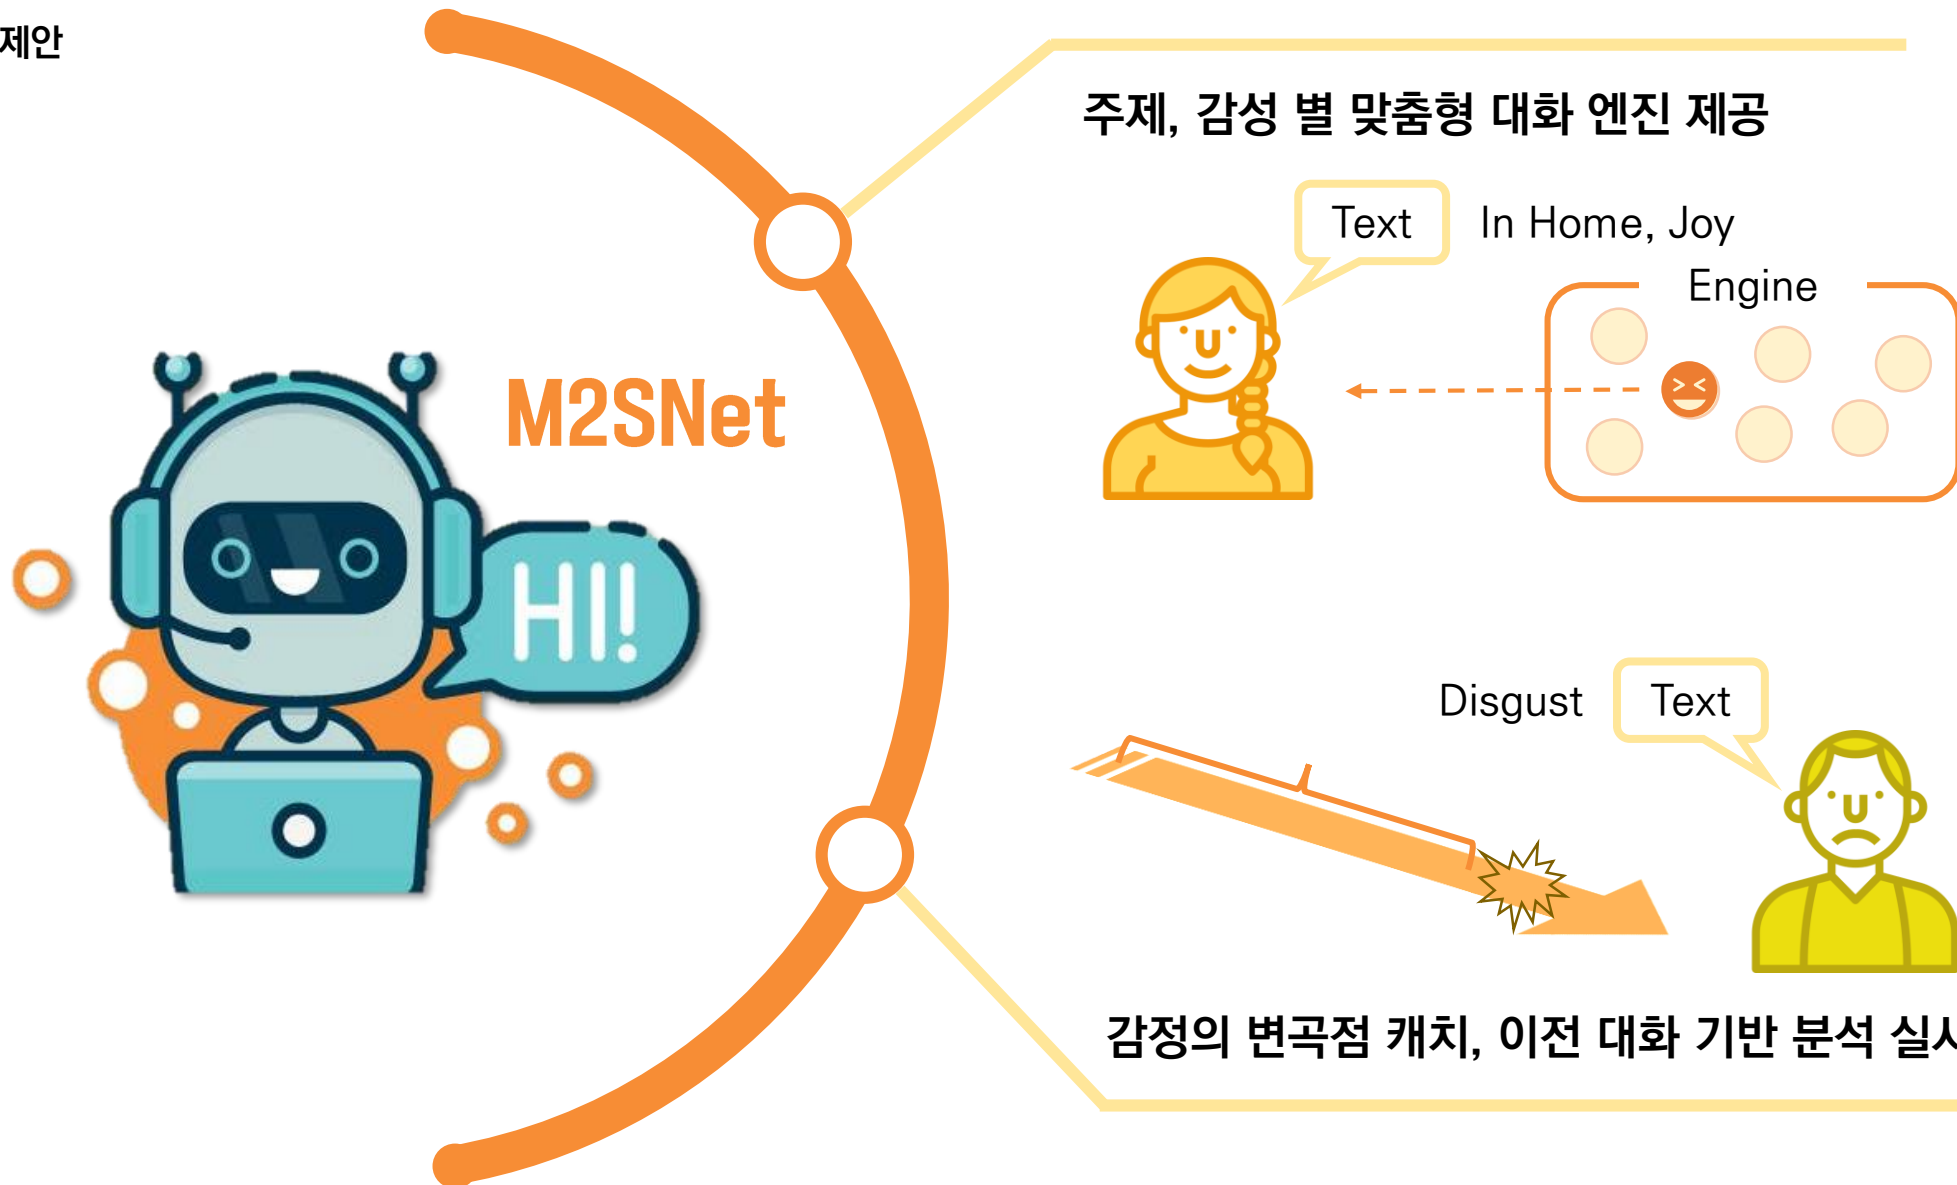 제안
주제, 감성 별 맞춤형 대화 엔진 제공
Text
In Home, Joy
Engine
M2SNet
HI!
Disgust
Text
감정의 변곡점 캐치, 이전 대화 기반 분석 실시